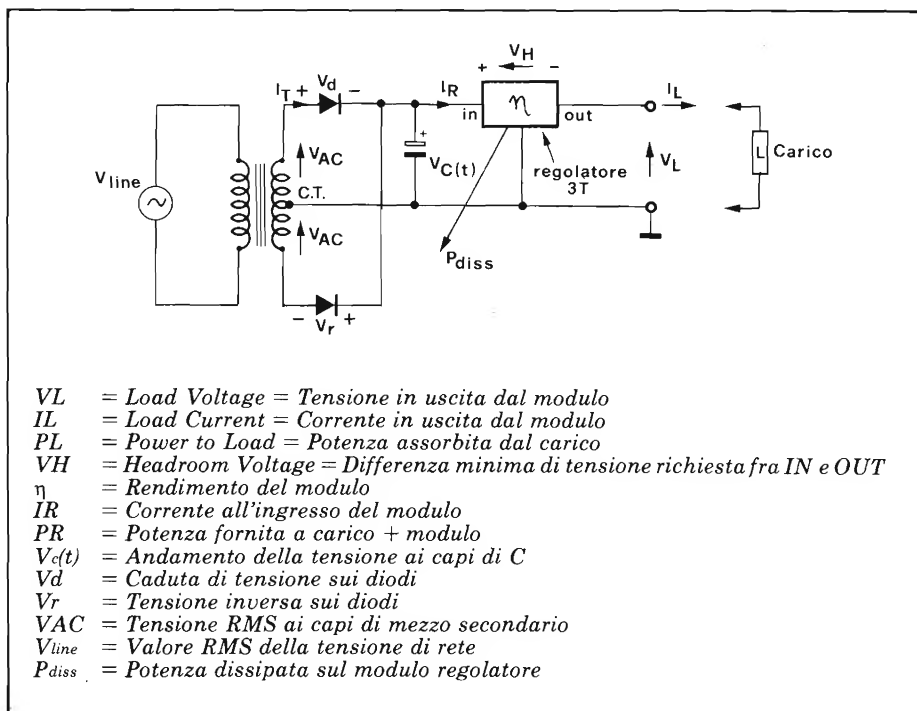 + VH −
IT + Vd −
IR
in η out
IL
VAC
C.T.
VC(t)
regolatore
3T
VL
L Carico
Vline
VAC
Pdiss
− Vr +
VL = Load Voltage = Tensione in uscita dal modulo
IL = Load Current = Corrente in uscita dal modulo
PL = Power to Load = Potenza assorbita dal carico
VH = Headroom Voltage = Differenza minima di tensione richiesta fra IN e OUT
η = Rendimento del modulo
IR = Corrente all'ingresso del modulo
PR = Potenza fornita a carico + modulo
Vc(t) = Andamento della tensione ai capi di C
Vd = Caduta di tensione sui diodi
Vr = Tensione inversa sui diodi
VAC = Tensione RMS ai capi di mezzo secondario
Vline = Valore RMS della tensione di rete
Pdiss = Potenza dissipata sul modulo regolatore